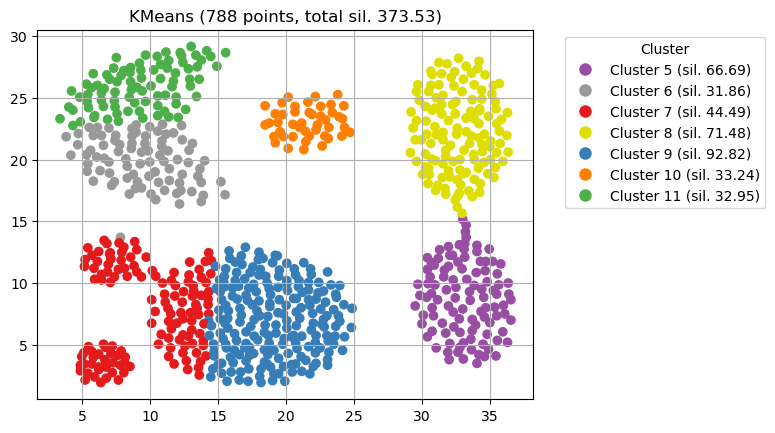 KMeans (788 points, total sil. 373.53)
30
25
20
15
10
5
5
10
15
20
25
30
35
Cluster
Cluster 5 (sil. 66.69)
Cluster 6 (sil. 31.86)
Cluster 7 (sil. 44.49)
Cluster 8 (sil. 71.48)
Cluster 9 (sil. 92.82)
Cluster 10 (sil. 33.24)
Cluster 11 (sil. 32.95)